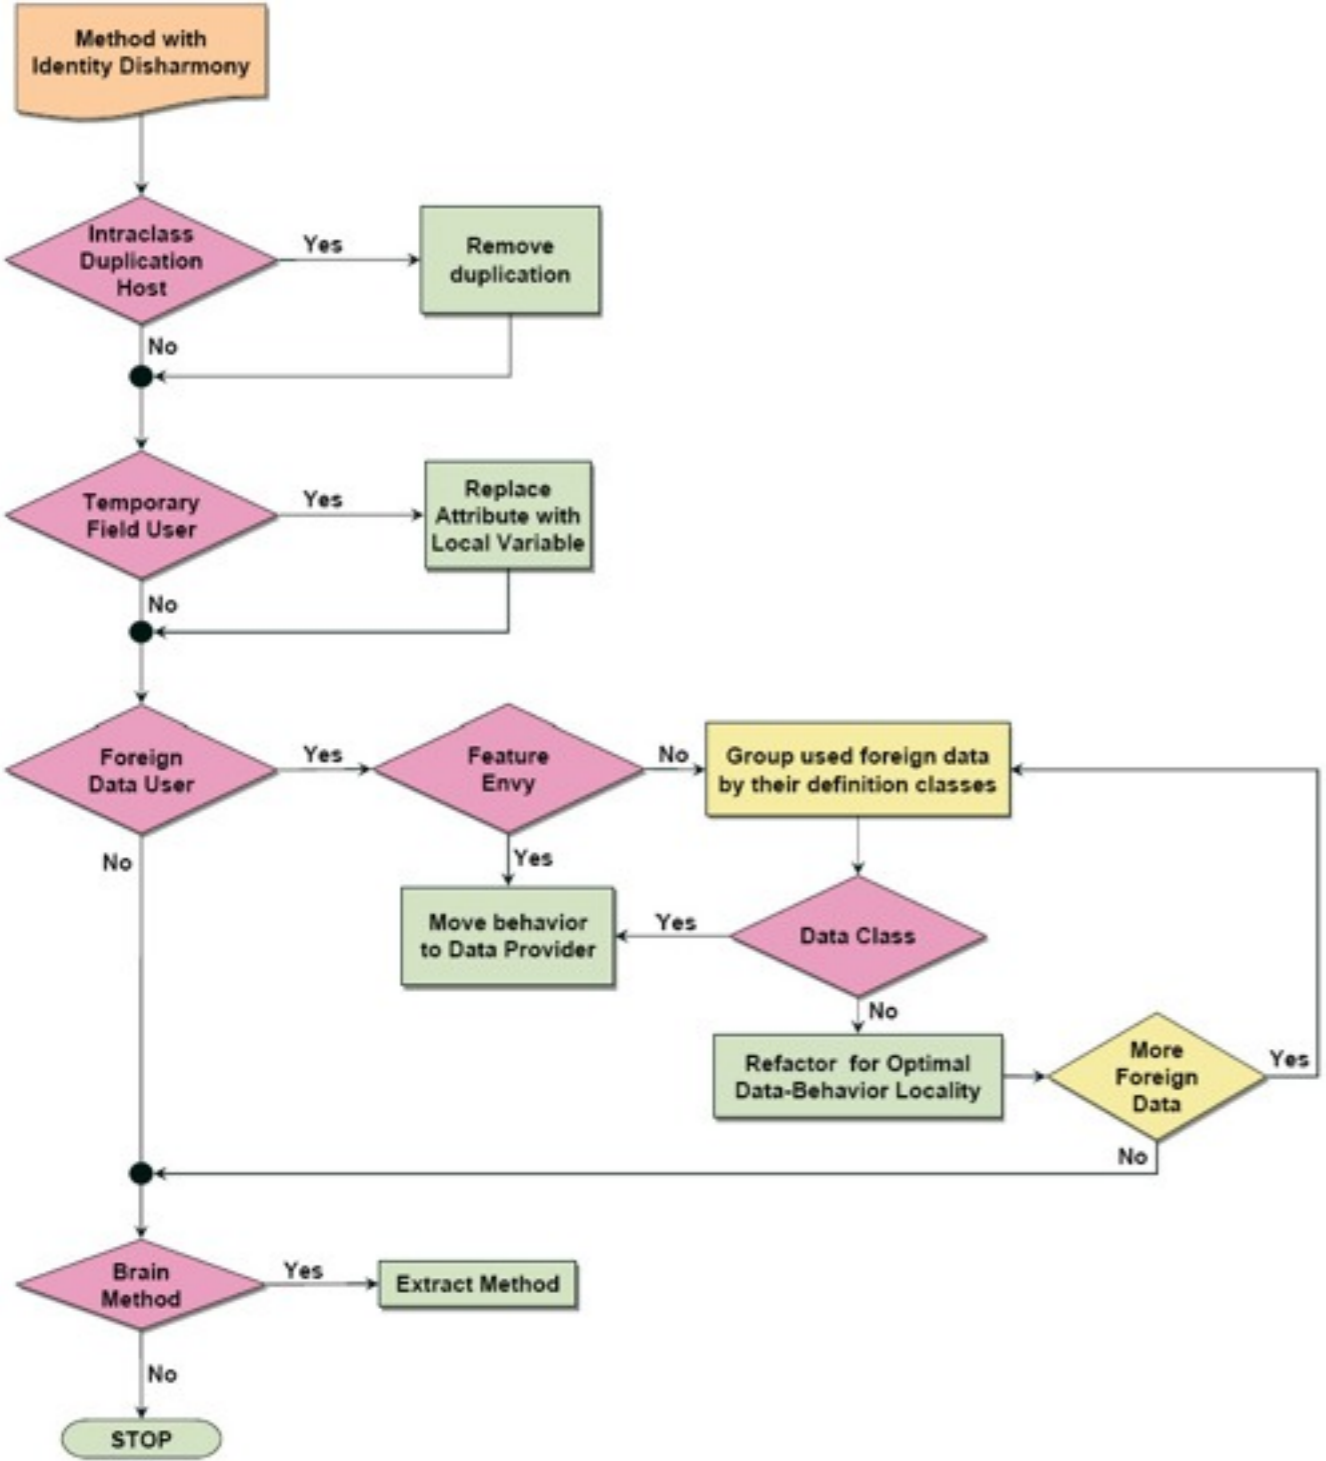 Method with
Identity Disharmony
Intraclass
Duplication
Host
Yes
Remove
duplication
No
Temporary
Field User
Yes
Replace
Attribute with
Local Variable
No
Foreign
Data User
Yes
Feature
Envy
No
Group used foreign data
by their definition classes
No
Yes
Move behavior
to Data Provider
Yes
Data Class
No
Refactor for Optimal
Data-Behavior Locality
More
Foreign
Data
Yes
No
Brain
Method
Yes
Extract Method
No
STOP